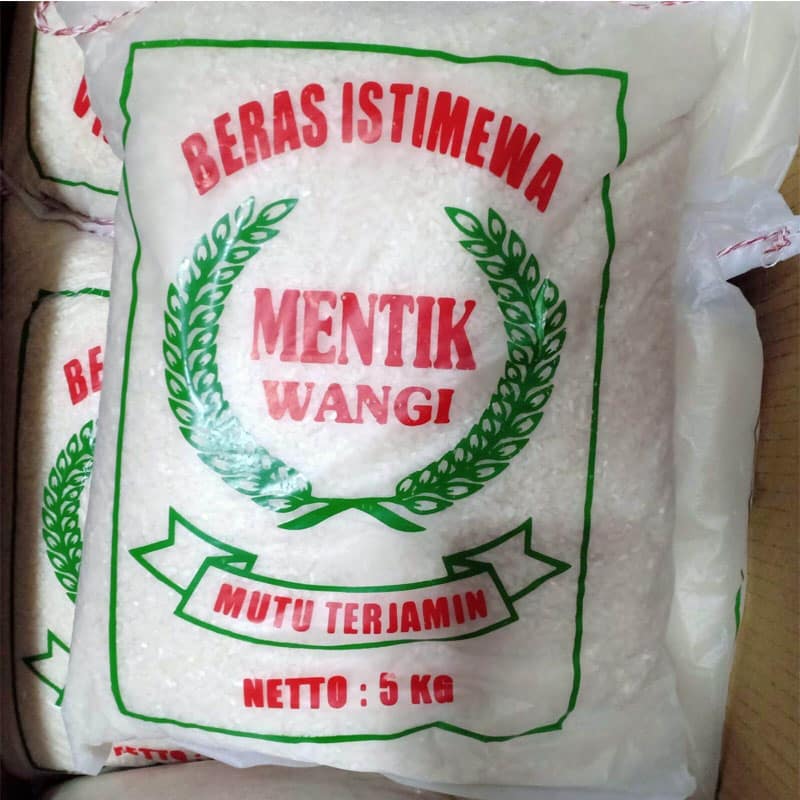 BERAS ISTIMEWA
MENTIK
WANGI
MUTU TERJAMIN
NETTO : 5 KG